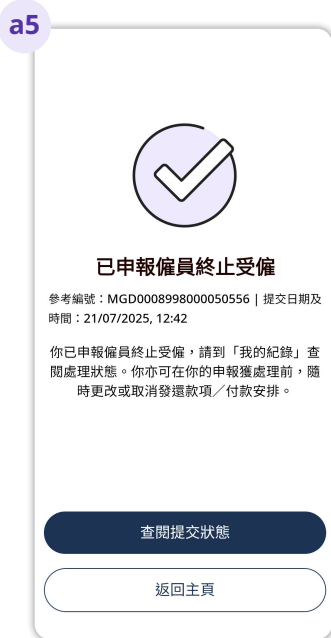 a5
已申報僱員終止受僱
參考編號：MGD0008998000050556 | 提交日期及
時間：21/07/2025, 12:42
你已申報僱員終止受僱，請到「我的紀錄」查
閱處理狀態。你亦可在你的申報獲處理前，隨
時更改或取消發還款項／付款安排。
查閱提交狀態
返回主頁